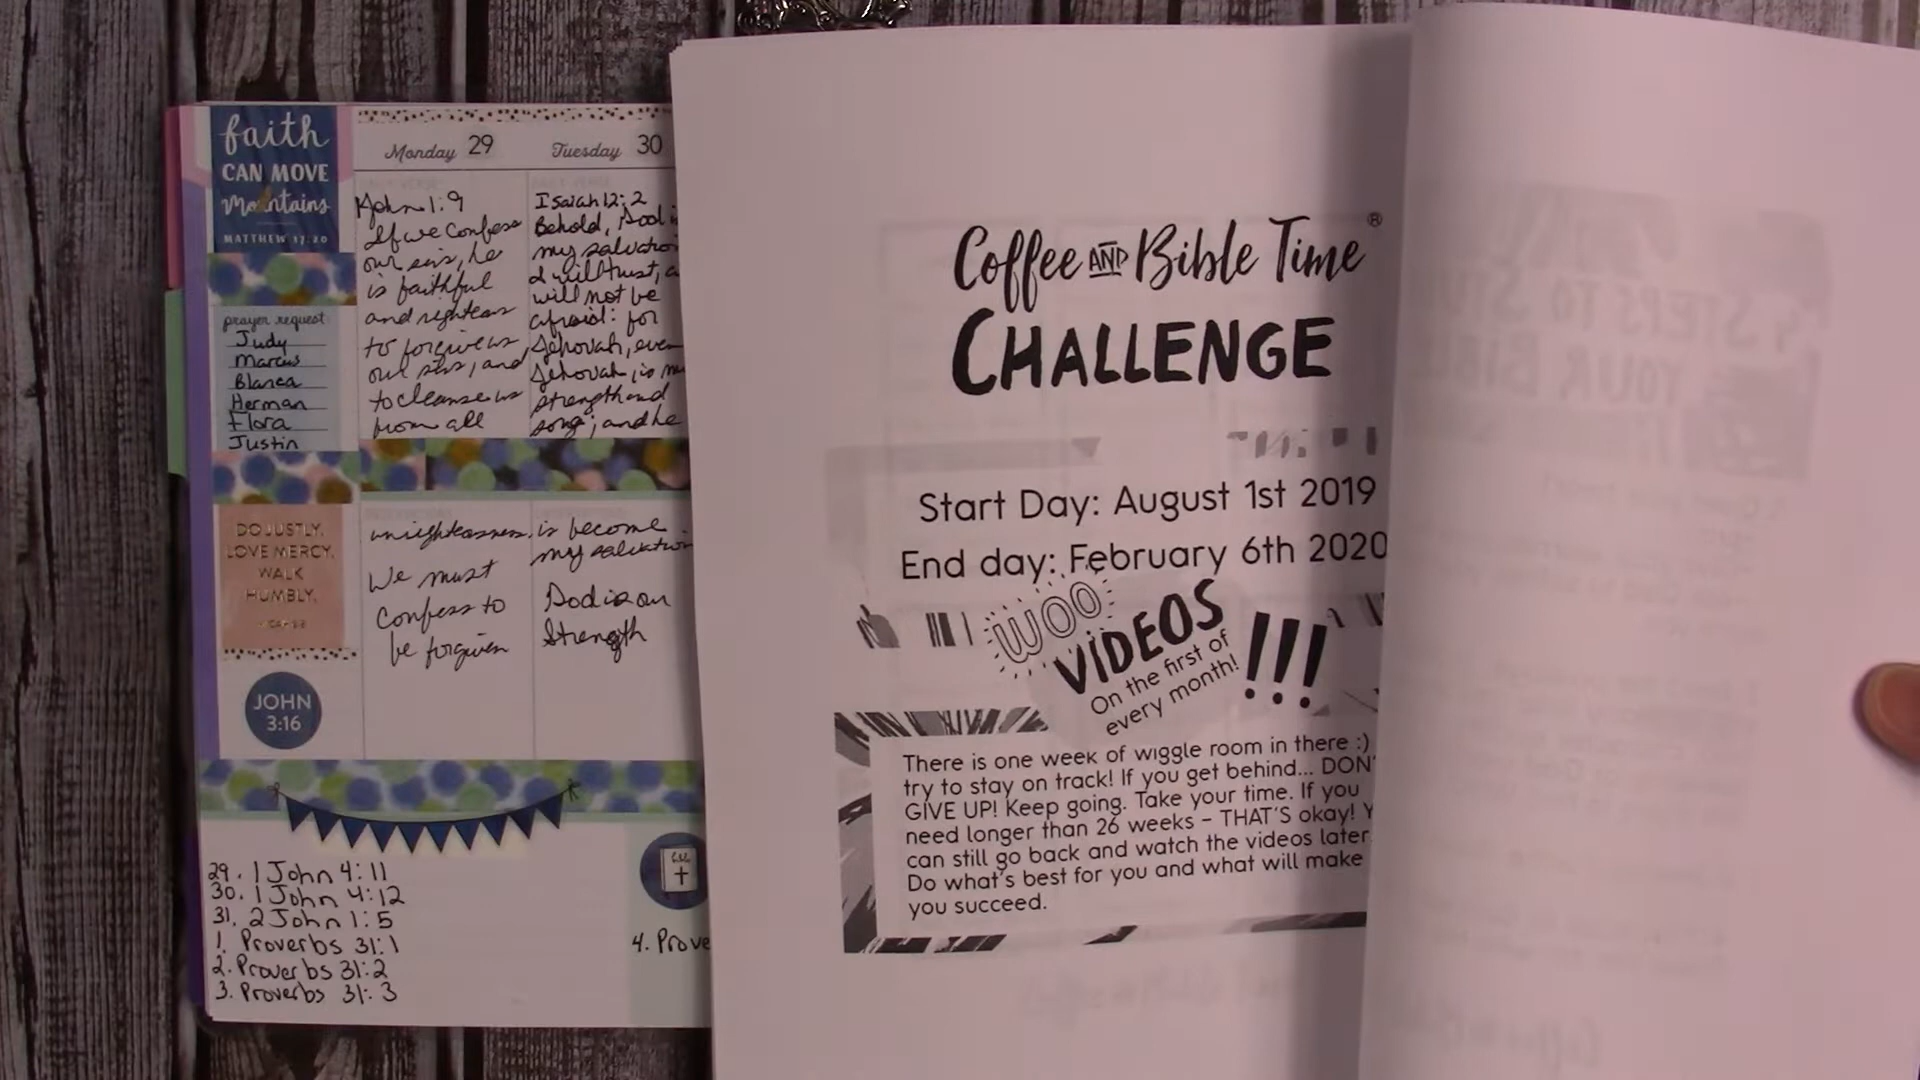 faith
CAN MOVE
Mountains
MATTHEW 17:20
prayer request
Judy
Marcus
Blanca
Herman
Flora
Justin
DO JUSTLY.
LOVE MERCY.
WALK
HUMBLY.
JOHN
3:16
Monday 29
John 1:9
If we confess
our sins, he
is faithful
and righteous
to forgive us
our sins, and
to cleanse us
from all
unrighteousness.
We must
confess to
be forgiven
Tuesday 30
Isaiah 12:2
Behold, God i
my salvation
I will trust, a
will not be
afraid: for
Jehovah, even
Jehovah, is m
strength and
song; and he
is become
my salvation
God is our
Strength
29. 1 John 4:11
30. 1 John 4:12
31. 2 John 1:5
1. Proverbs 31:1
2. Proverbs 31:2
3. Proverbs 31:3
4. Prove
Coffee AND Bible Time®
CHALLENGE
Start Day: August 1st 2019
End day: February 6th 2020
WOO
VIDEOS !!!
On the first of
every month!
There is one week of wiggle room in there :)
try to stay on track! If you get behind... DON'
GIVE UP! Keep going. Take your time. If you
need longer than 26 weeks – THAT'S okay! Y
can still go back and watch the videos later
Do what's best for you and what will make
you succeed.